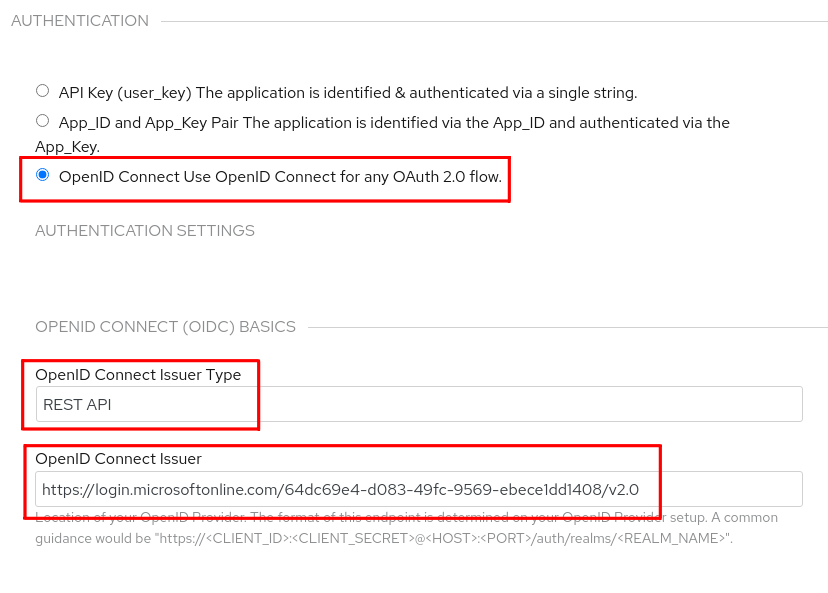 AUTHENTICATION
API Key (user_key) The application is identified & authenticated via a single string.
App_ID and App_Key Pair The application is identified via the App_ID and authenticated via the
App_Key.
OpenID Connect Use OpenID Connect for any OAuth 2.0 flow.
AUTHENTICATION SETTINGS
OPENID CONNECT (OIDC) BASICS
OpenID Connect Issuer Type
REST API
OpenID Connect Issuer
https://login.microsoftonline.com/64dc69e4-d083-49fc-9569-ebece1dd1408/v2.0
Location of your OpenID Provider. The format of this endpoint is determined on your OpenID Provider setup. A common
guidance would be "https://<CLIENT_ID>:<CLIENT_SECRET>@<HOST>:<PORT>/auth/realms/<REALM_NAME>".